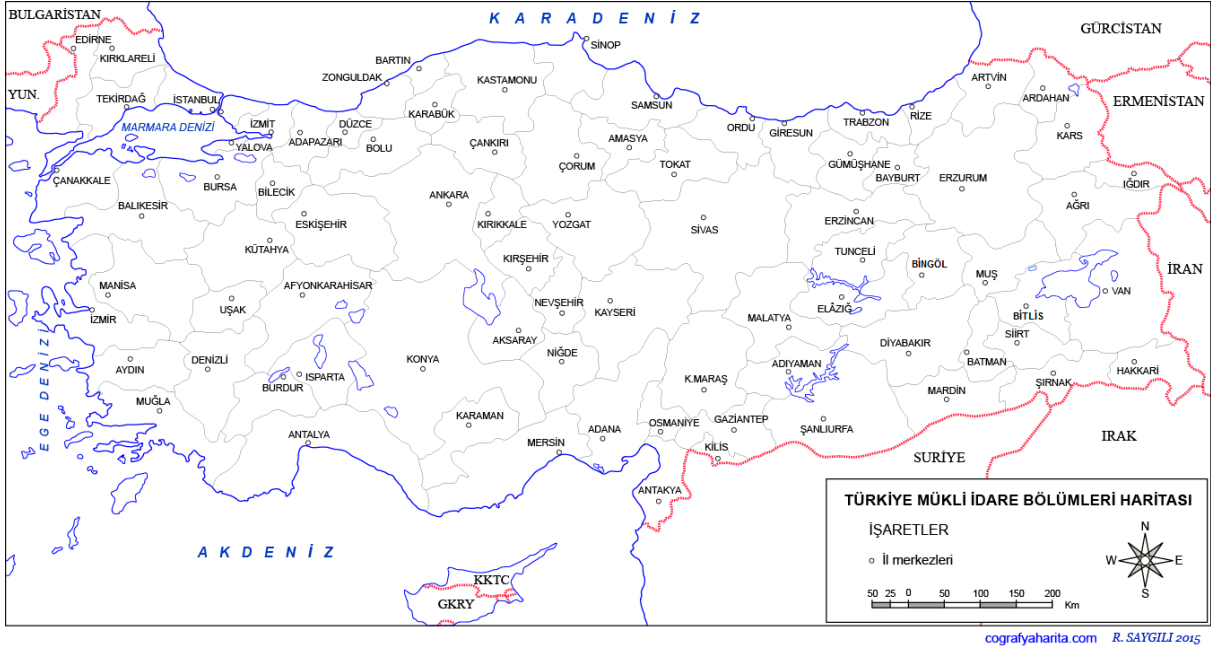 K A R A D E N İ Z
BULGARİSTAN
GÜRCİSTAN
EDİRNE
SİNOP
KIRKLARELİ
BARTIN
ZONGULDAK
KASTAMONU
ARTVİN
ARDAHAN
YUN.
TEKİRDAĞ
İSTANBUL
KARABÜK
SAMSUN
ERMENİSTAN
MARMARA DENİZİ
İZMİT
DÜZCE
ORDU
GİRESUN
TRABZON
RİZE
KARS
YALOVA
ADAPAZARI
BOLU
ÇANKIRI
AMASYA
ÇORUM
TOKAT
GÜMÜŞHANE
BAYBURT
ERZURUM
IĞDIR
ÇANAKKALE
BURSA
BİLECİK
ANKARA
AĞRI
BALIKESİR
ESKİŞEHİR
KIRIKKALE
YOZGAT
SİVAS
ERZİNCAN
KÜTAHYA
KIRŞEHİR
TUNCELİ
BİNGÖL
MUŞ
İRAN
MANİSA
UŞAK
AFYONKARAHİSAR
NEVŞEHİR
KAYSERİ
ELÂZIĞ
VAN
İZMİR
MALATYA
BİTLİS
SİİRT
AKSARAY
DİYABAKIR
EGE DENİZİ
AYDIN
DENİZLİ
BURDUR
ISPARTA
KONYA
NİĞDE
ADIYAMAN
BATMAN
HAKKARİ
K.MARAŞ
MARDİN
ŞIRNAK
MUĞLA
KARAMAN
ANTALYA
MERSİN
ADANA
OSMANİYE
GAZİANTEP
ŞANLIURFA
KİLİS
SURİYE
IRAK
ANTAKYA
A K D E N İ Z
KKTC
GKRY
TÜRKİYE MÜKLİ İDARE BÖLÜMLERİ HARİTASI
İŞARETLER
İl merkezleri
N
W
E
S
50 25 0 50 100 150 200
Km
cografyaharita.com R. SAYGILI 2015